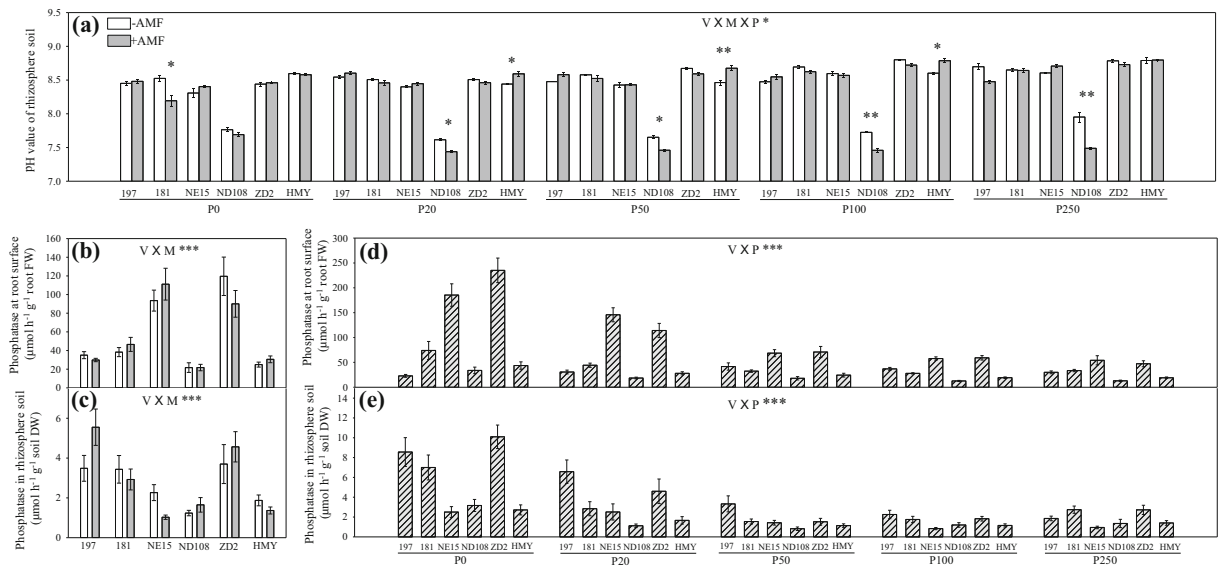 (a)
-AMF
+AMF
V X M X P *
PH value of rhizosphere soil
9.5
9.0
8.5
8.0
7.5
7.0
* * * * ** ** * **
197 181 NE15 ND108 ZD2 HMY 197 181 NE15 ND108 ZD2 HMY 197 181 NE15 ND108 ZD2 HMY 197 181 NE15 ND108 ZD2 HMY 197 181 NE15 ND108 ZD2 HMY
P0 P20 P50 P100 P250
(b)
V X M ***
Phosphatase at root surface
(μmol h⁻¹ g⁻¹ root FW)
160
140
120
100
80
60
40
20
0
(c)
V X M ***
Phosphatase in rhizosphere soil
(μmol h⁻¹ g⁻¹ soil DW)
6
4
2
0
197 181 NE15 ND108 ZD2 HMY
(d)
V X P ***
Phosphatase at root surface
(μmol h⁻¹ g⁻¹ root FW)
300
250
200
150
100
50
0
(e)
V X P ***
Phosphatase in rhizosphere soil
(μmol h⁻¹ g⁻¹ soil DW)
14
12
10
8
6
4
2
0
197 181 NE15 ND108 ZD2 HMY 197 181 NE15 ND108 ZD2 HMY 197 181 NE15 ND108 ZD2 HMY 197 181 NE15 ND108 ZD2 HMY 197 181 NE15 ND108 ZD2 HMY
P0 P20 P50 P100 P250